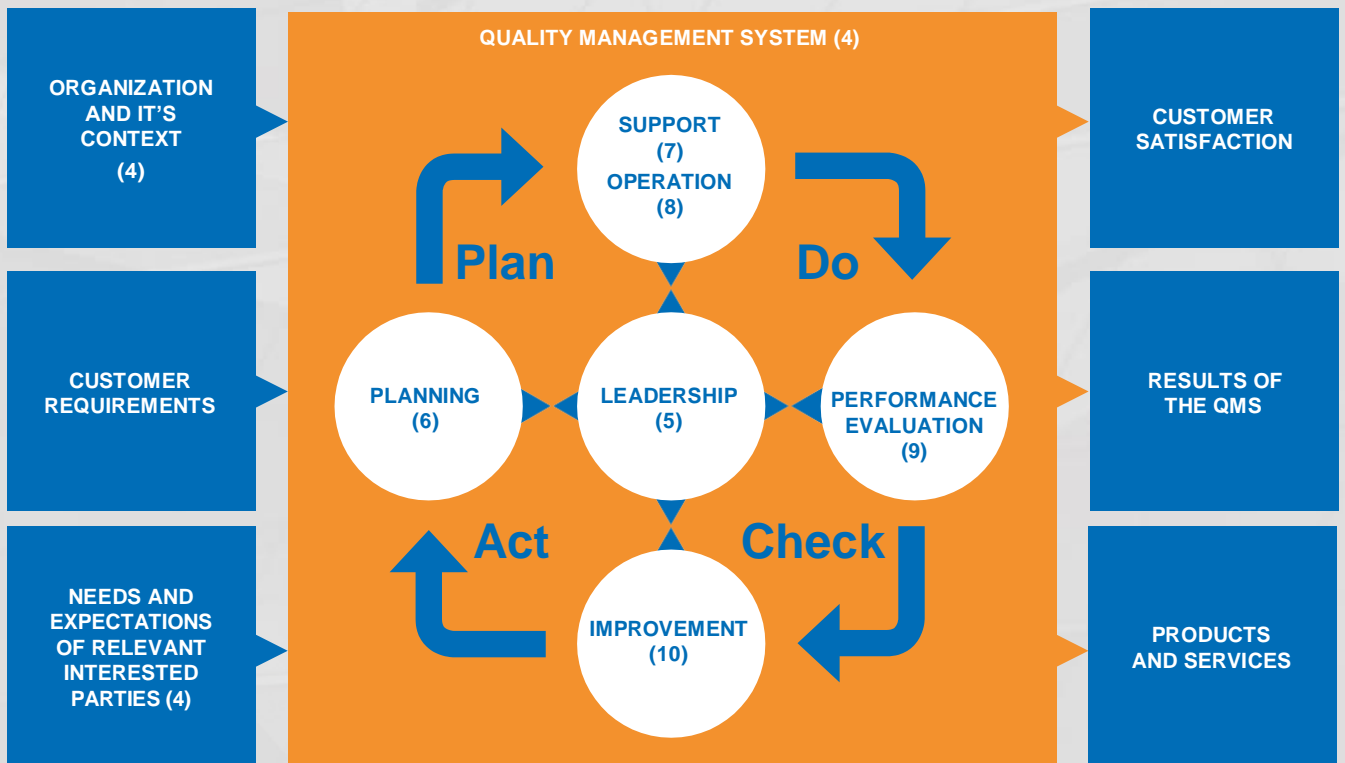 QUALITY MANAGEMENT SYSTEM (4)
ORGANIZATION
AND IT’S
CONTEXT
(4)
CUSTOMER
REQUIREMENTS
NEEDS AND
EXPECTATIONS
OF RELEVANT
INTERESTED
PARTIES (4)
SUPPORT
(7)
OPERATION
(8)
Plan
Do
PLANNING
(6)
LEADERSHIP
(5)
PERFORMANCE
EVALUATION
(9)
Act
Check
IMPROVEMENT
(10)
CUSTOMER
SATISFACTION
RESULTS OF
THE QMS
PRODUCTS
AND SERVICES